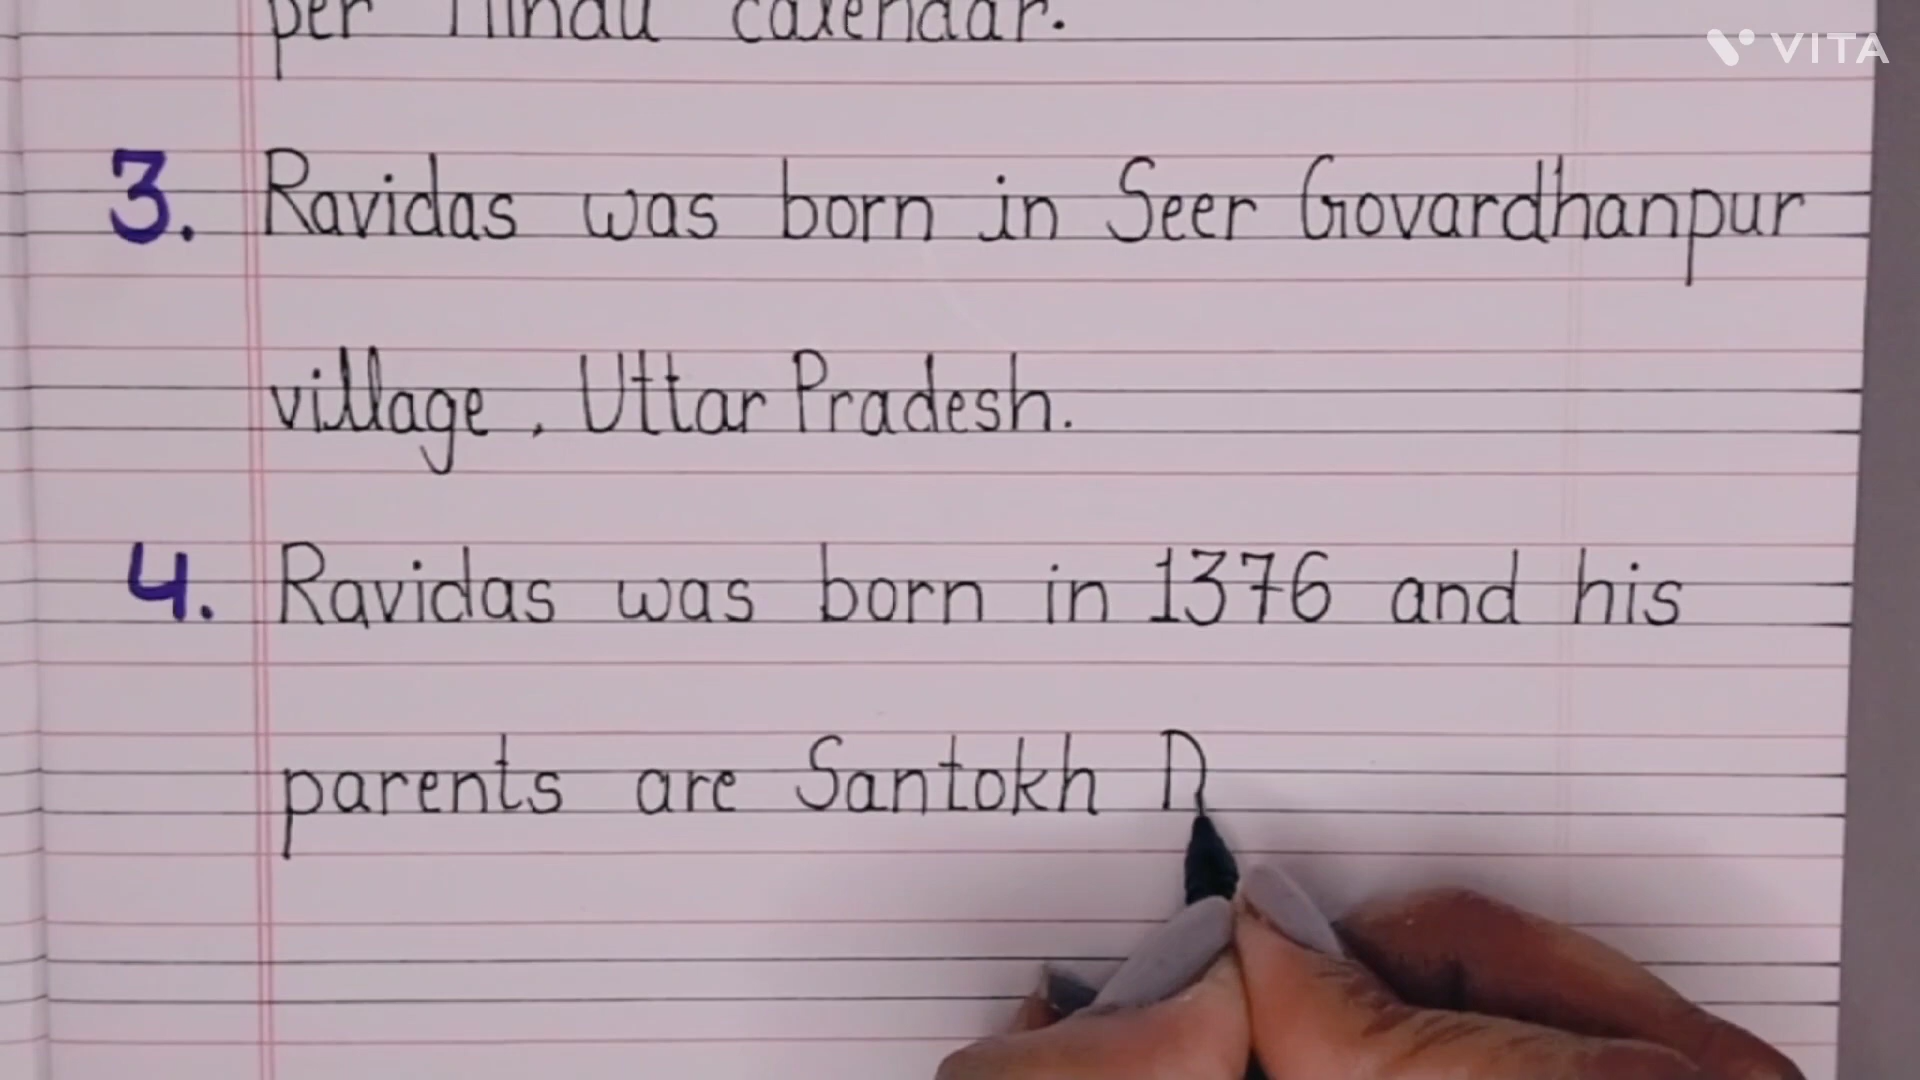 per Hindu calendar.
VITA
3. Ravidas was born in Seer Govardhanpur
village, Uttar Pradesh.
4. Ravidas was born in 1376 and his
parents are Santokh D